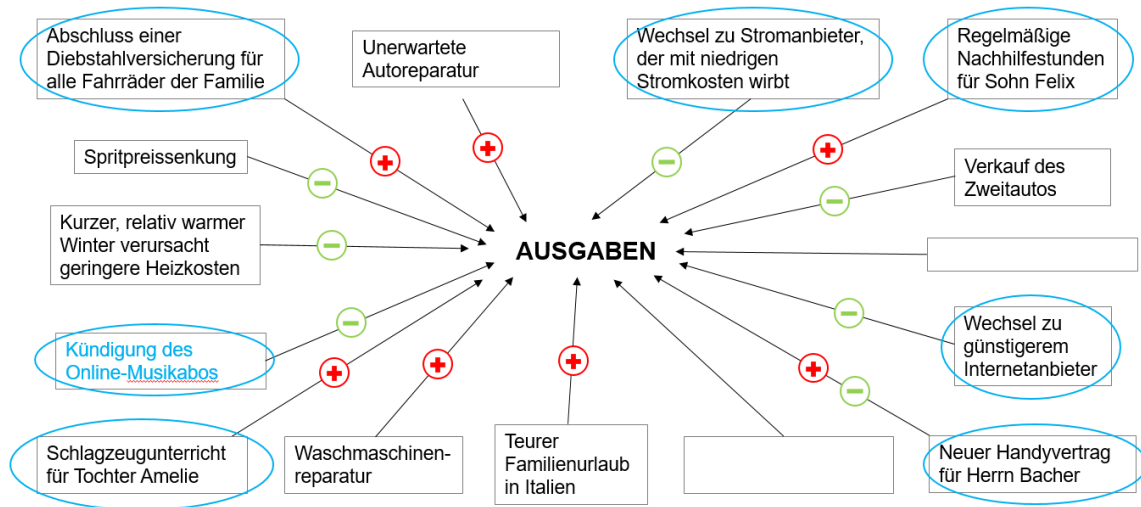 Abschluss einer
Diebstahlversicherung für
alle Fahrräder der Familie
Unerwartete
Autoreparatur
Wechsel zu Stromanbieter,
der mit niedrigen
Stromkosten wirbt
Regelmäßige
Nachhilfestunden
für Sohn Felix
Spritpreissenkung
Verkauf des
Zweitautos
Kurzer, relativ warmer
Winter verursacht
geringere Heizkosten
AUSGABEN
Kündigung des
Online-Musikabos
Wechsel zu
günstigerem
Internetanbieter
Schlagzeugunterricht
für Tochter Amelie
Waschmaschinen-
reparatur
Teurer
Familienurlaub
in Italien
Neuer Handyvertrag
für Herrn Bacher